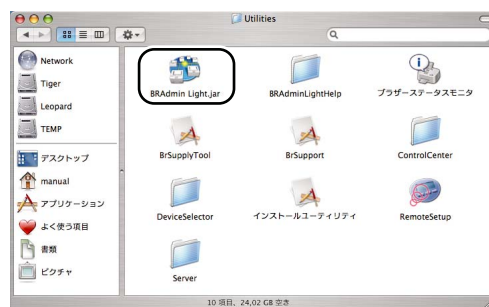 Utilities
Network
Tiger
Leopard
TEMP
デスクトップ
manual
アプリケーション
よく使う項目
書類
ピクチャ
BRAdmin Light.jar
BRAdminLightHelp
ブラザーステータスモニタ
BrSupplyTool
BrSupport
ControlCenter
DeviceSelector
インストールユーティリティ
RemoteSetup
Server
10 項目、24,02 GB 空き